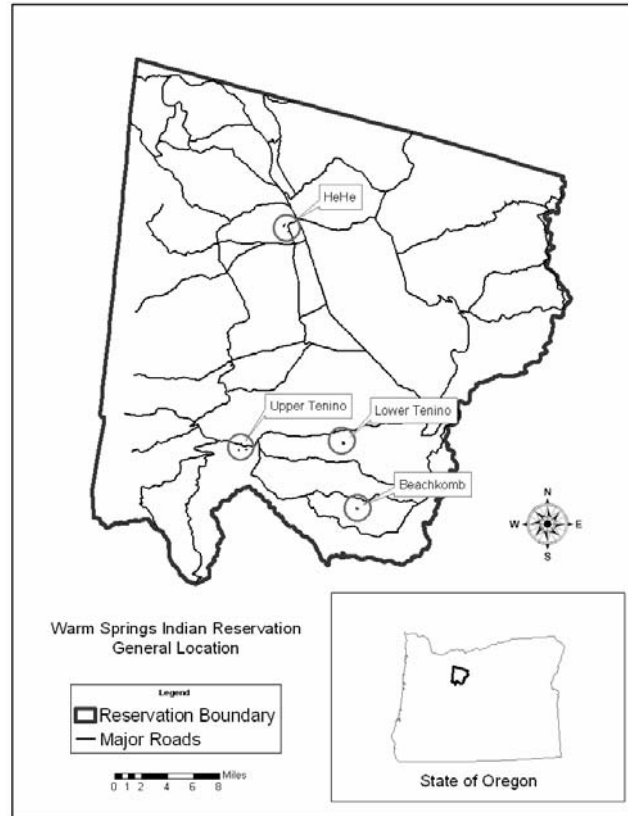 HeHe
Upper Tenino
Lower Tenino
Beachkomb
N
W E
S
Warm Springs Indian Reservation
General Location
Legend
Reservation Boundary
Major Roads
Miles
0 1 2 4 6 8
State of Oregon